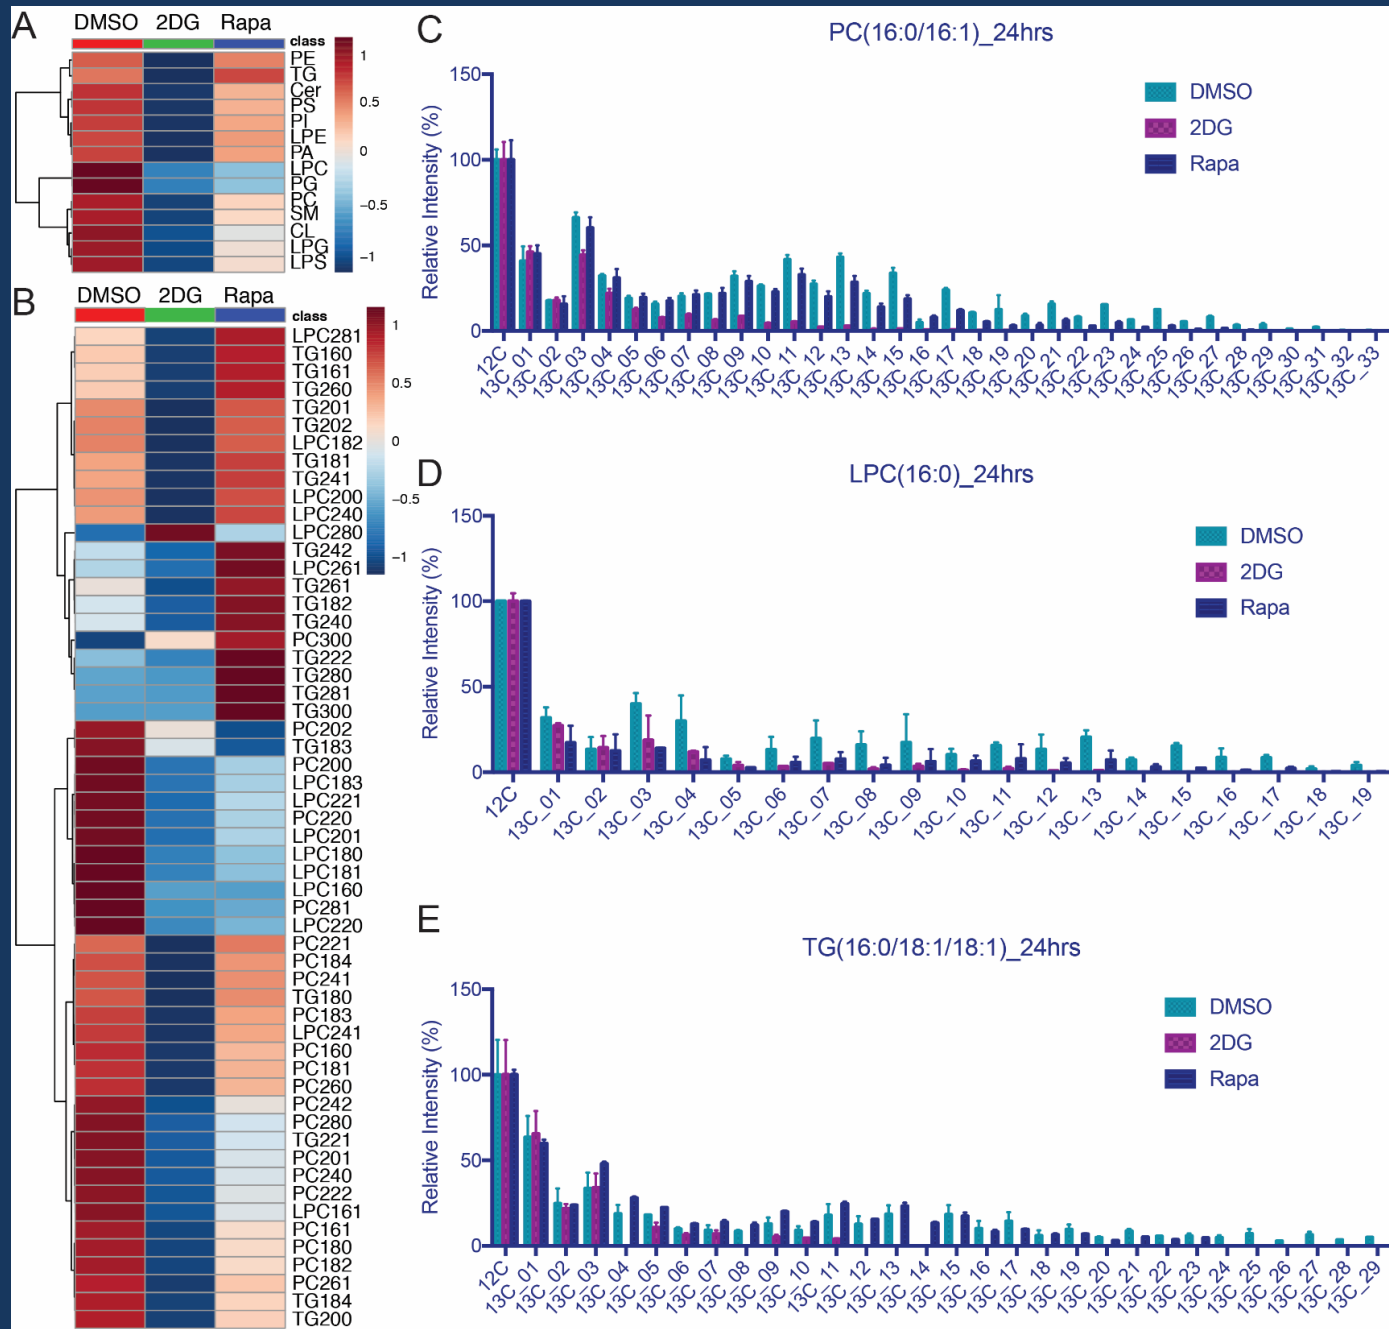 A
DMSO 2DG Rapa
class
PE
TG
Cer
PS
PI
LPE
PA
LPC
PG
PC
SM
CL
LPG
LPS
1
0.5
0
−0.5
−1
B
DMSO 2DG Rapa
class
LPC281
TG160
TG161
TG260
TG201
TG202
LPC182
TG181
TG241
LPC200
LPC240
LPC280
TG242
LPC261
TG261
TG182
TG240
PC300
TG222
TG280
TG281
TG300
PC202
TG183
PC200
LPC183
LPC221
PC220
LPC201
LPC180
LPC181
LPC160
PC281
LPC220
PC221
PC184
PC241
TG180
PC183
LPC241
PC160
PC181
PC260
PC242
PC280
TG221
PC201
PC240
PC222
LPC161
PC161
PC180
PC182
PC261
TG184
TG200
1
0.5
0
−0.5
−1
C
PC(16:0/16:1)_24hrs
Relative Intensity (%)
150
100
50
0
DMSO
2DG
Rapa
12C
13C_01
13C_02
13C_03
13C_04
13C_05
13C_06
13C_07
13C_08
13C_09
13C_10
13C_11
13C_12
13C_13
13C_14
13C_15
13C_16
13C_17
13C_18
13C_19
13C_20
13C_21
13C_22
13C_23
13C_24
13C_25
13C_26
13C_27
13C_28
13C_29
13C_30
13C_31
13C_32
13C_33
D
LPC(16:0)_24hrs
Relative Intensity (%)
150
100
50
0
DMSO
2DG
Rapa
12C
13C_01
13C_02
13C_03
13C_04
13C_05
13C_06
13C_07
13C_08
13C_09
13C_10
13C_11
13C_12
13C_13
13C_14
13C_15
13C_16
13C_17
13C_18
13C_19
E
TG(16:0/18:1/18:1)_24hrs
Relative Intensity (%)
150
100
50
0
DMSO
2DG
Rapa
12C
13C_01
13C_02
13C_03
13C_04
13C_05
13C_06
13C_07
13C_08
13C_09
13C_10
13C_11
13C_12
13C_13
13C_14
13C_15
13C_16
13C_17
13C_18
13C_19
13C_20
13C_21
13C_22
13C_23
13C_24
13C_25
13C_26
13C_27
13C_28
13C_29